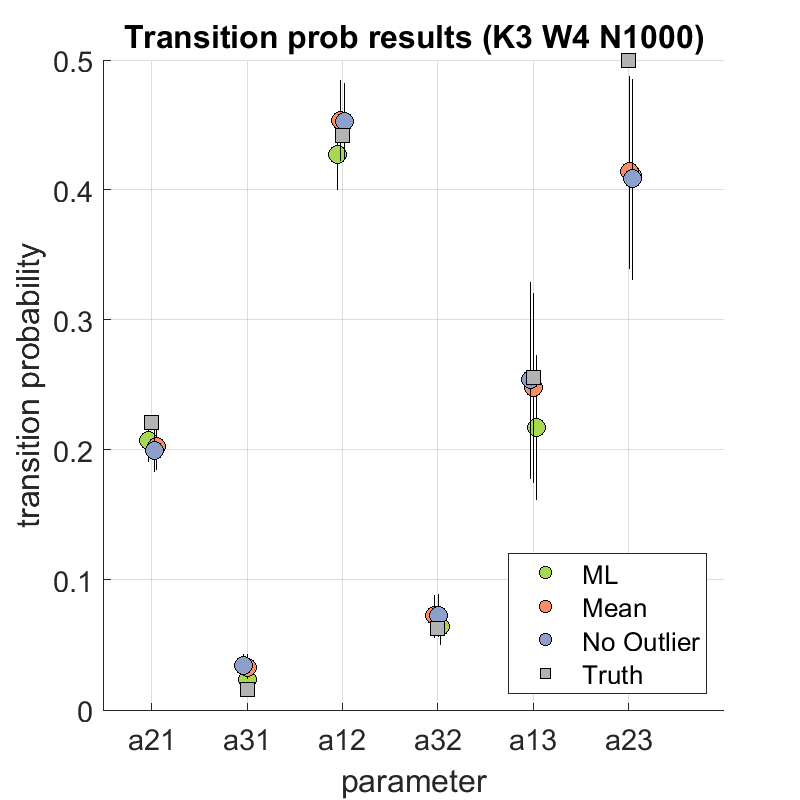 Transition prob results (K3 W4 N1000)
0.5
0.4
0.3
0.2
0.1
0
transition probability
a21 a31 a12 a32 a13 a23
parameter
ML
Mean
No Outlier
Truth